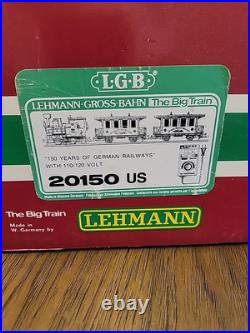 L·G·B®
LEHMANN·GROSS·BAHN The Big Train
"150 YEARS OF GERMAN RAILWAYS"
WITH 110/120 VOLT
20150 US
The Big Train
Made in
W.-Germany by
LEHMANN